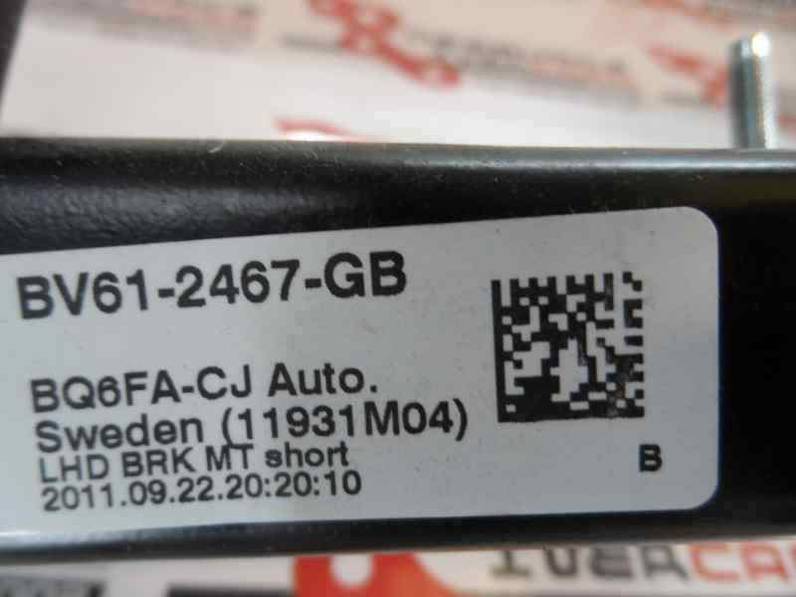 BV61-2467-GB
BQ6FA-CJ Auto.
Sweden (11931M04)
LHD BRK MT short
2011.09.22.20:20:10
B